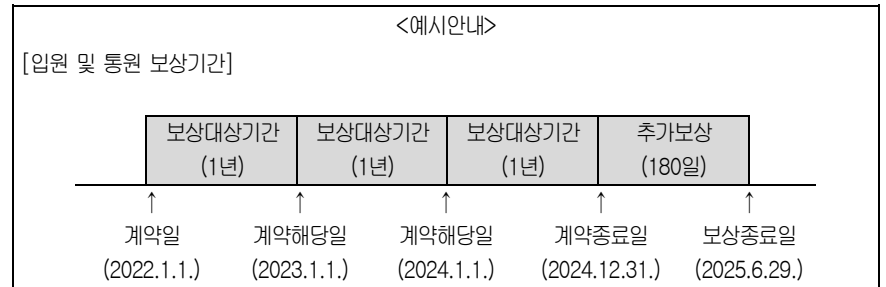 <예시안내>
[입원 및 통원 보상기간]
보상대상기간 보상대상기간 보상대상기간 추가보상
(1년) (1년) (1년) (180일)
↑ ↑ ↑ ↑ ↑
계약일 계약해당일 계약해당일 계약종료일 보상종료일
(2022.1.1.) (2023.1.1.) (2024.1.1.) (2024.12.31.) (2025.6.29.)